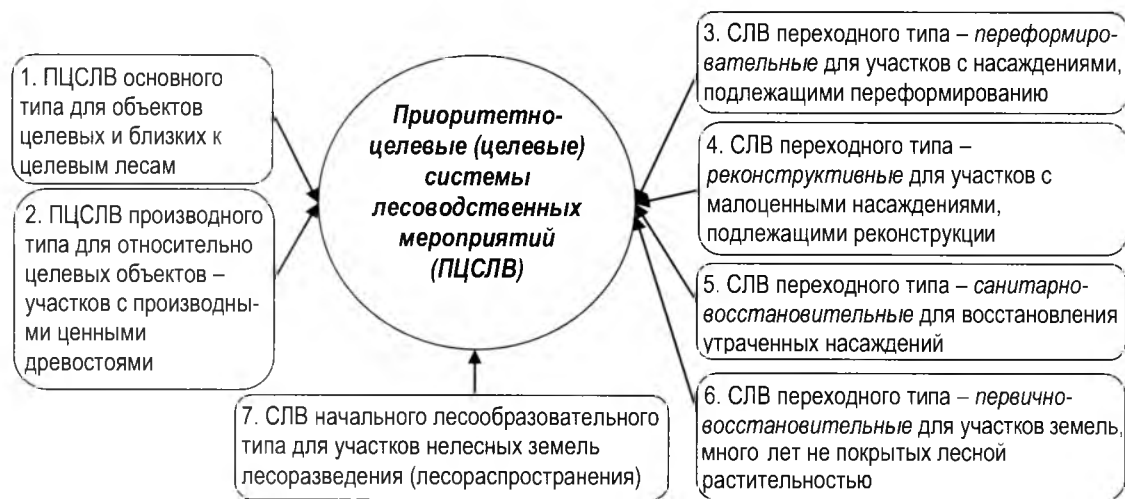 1. ПЦСЛВ основного
типа для объектов
целевых и близких к
целевым лесам
2. ПЦСЛВ производного
типа для относительно
целевых объектов –
участков с производны-
ми ценными
древостоями
Приоритетно-
целевые (целевые)
системы
лесоводственных
мероприятий
(ПЦСЛВ)
3. СЛВ переходного типа – переформиро-
вательные для участков с насаждениями,
подлежащими переформированию
4. СЛВ переходного типа –
реконструктивные для участков с
малоценными насаждениями,
подлежащими реконструкции
5. СЛВ переходного типа – санитарно-
восстановительные для восстановления
утраченных насаждений
6. СЛВ переходного типа – первично-
восстановительные для участков земель,
много лет не покрытых лесной
растительностью
7. СЛВ начального лесообразовательного
типа для участков нелесных земель
лесоразведения (лесораспространения)